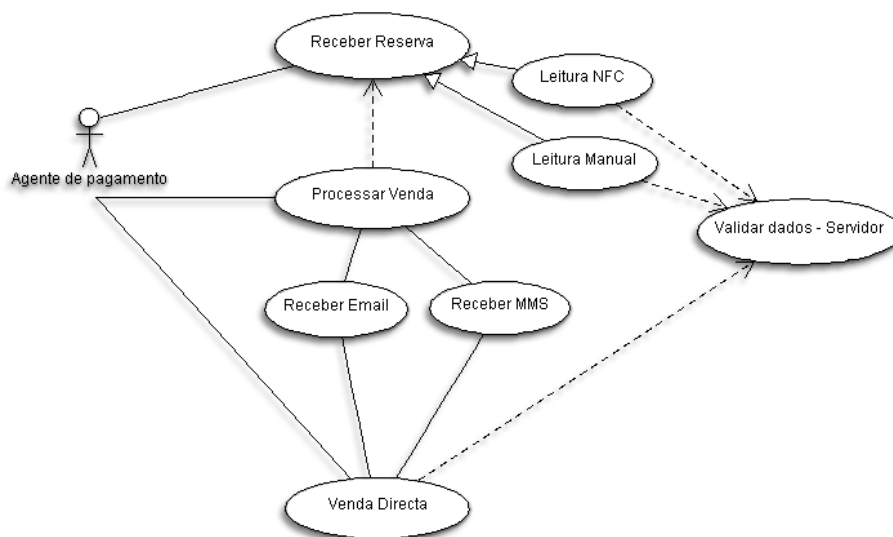 Receber Reserva
Leitura NFC
Leitura Manual
Agente de pagamento
Processar Venda
Validar dados - Servidor
Receber Email
Receber MMS
Venda Directa